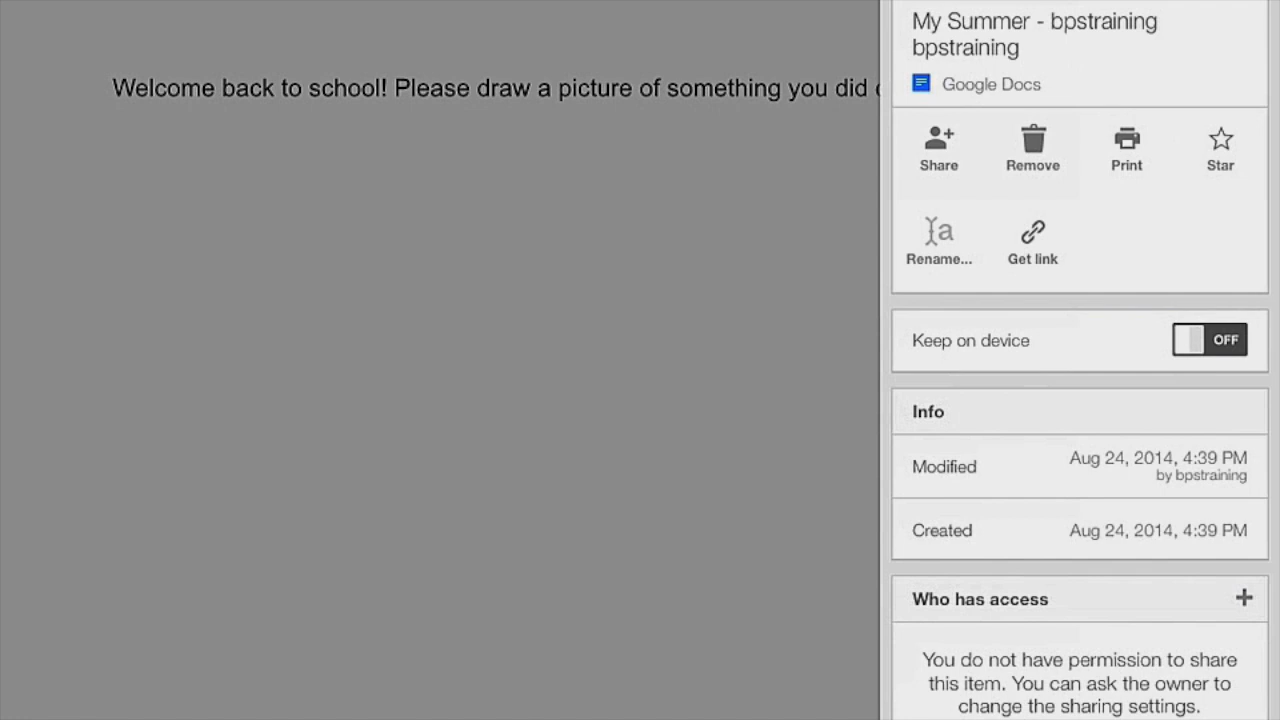 Welcome back to school! Please draw a picture of something you did
My Summer - bpstraining
bpstraining
Google Docs
Share
Remove
Print
Star
Rename...
Get link
Keep on device
OFF
Info
Modified
Aug 24, 2014, 4:39 PM
by bpstraining
Created
Aug 24, 2014, 4:39 PM
Who has access
You do not have permission to share
this item. You can ask the owner to
change the sharing settings.